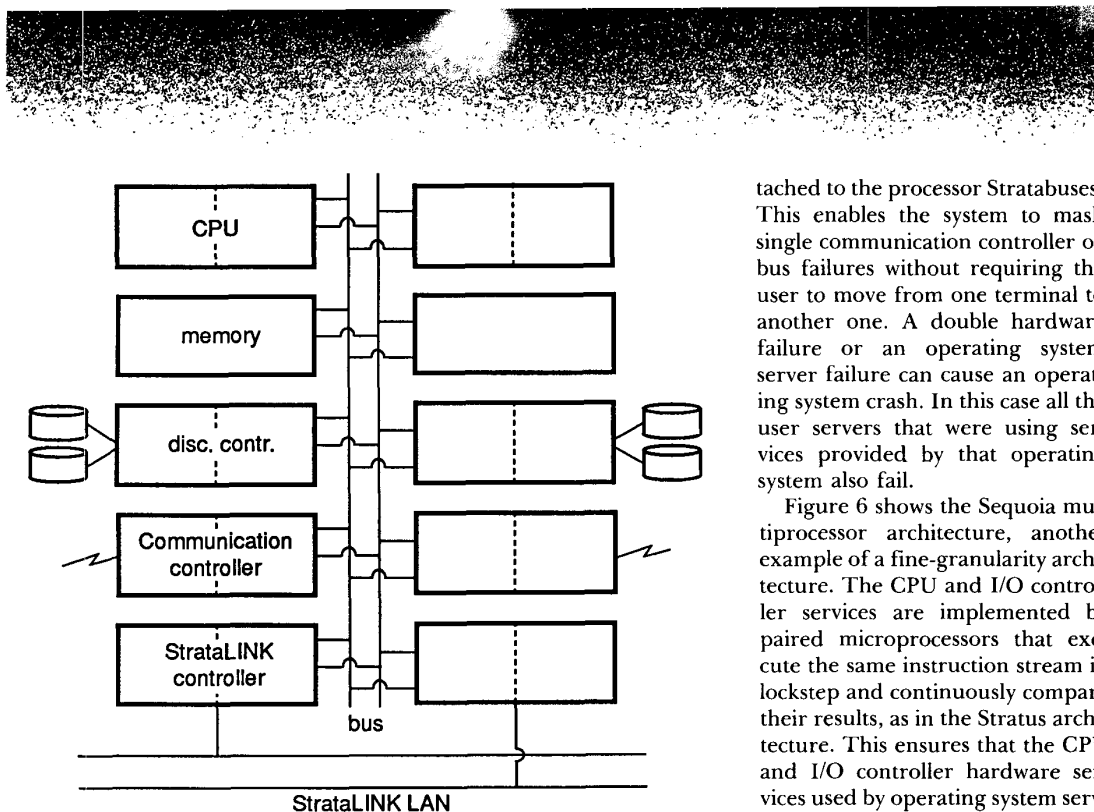 CPU
memory
disc. contr.
Communication
controller
StrataLINK
controller
bus
StrataLINK LAN
tached to the processor Stratabuses
This enables the system to mask
single communication controller o
bus failures without requiring th
user to move from one terminal to
another one. A double hardwar
failure or an operating system
server failure can cause an operat
ing system crash. In this case all th
user servers that were using ser
vices provided by that operatin
system also fail.
Figure 6 shows the Sequoia mu
tiprocessor architecture, anothe
example of a fine-granularity archi
tecture. The CPU and I/O contro
ler services are implemented b
paired microprocessors that exe
cute the same instruction stream i
lockstep and continuously compar
their results, as in the Stratus archi
tecture. This ensures that the CPU
and I/O controller hardware ser
vices used by operating system serv